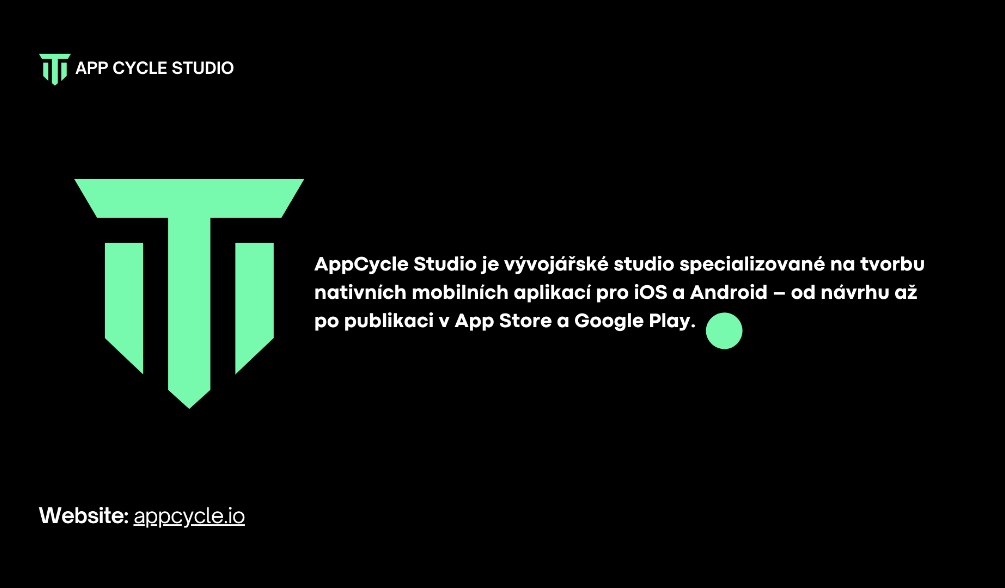 APP CYCLE STUDIO
AppCycle Studio je vývojářské studio specializované na tvorbu
nativních mobilních aplikací pro iOS a Android – od návrhu až
po publikaci v App Store a Google Play.
Website: appcycle.io